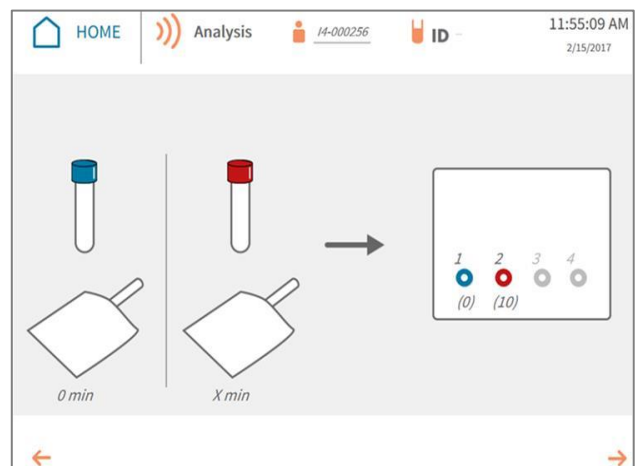 HOME Analysis I4-000256 ID 11:55:09 AM
2/15/2017
1 2 3 4
(0) (10)
0 min X min